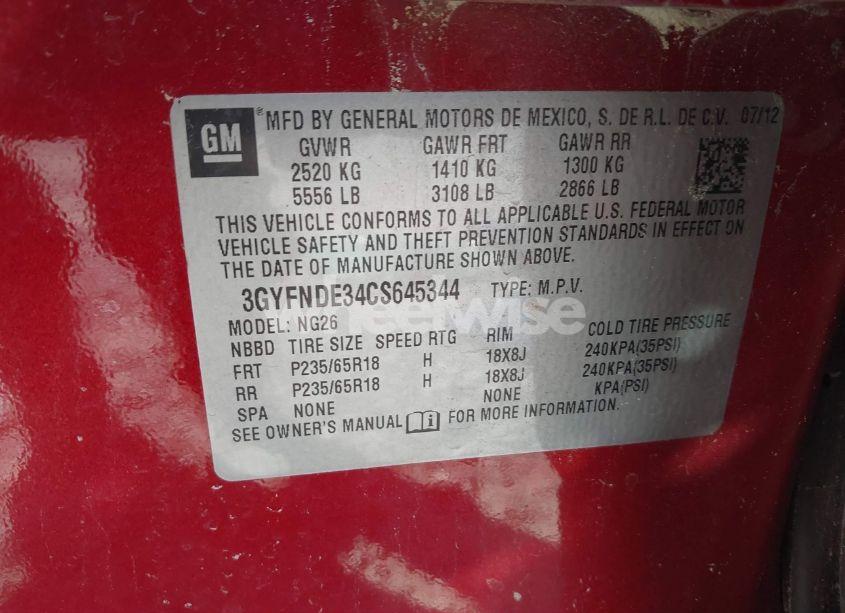 GM
® MFD BY GENERAL MOTORS DE MEXICO, S. DE R.L. DE C.V. 07/12
GVWR GAWR FRT GAWR RR
2520 KG 1410 KG 1300 KG
5556 LB 3108 LB 2866 LB
THIS VEHICLE CONFORMS TO ALL APPLICABLE U.S. FEDERAL MOTOR
VEHICLE SAFETY AND THEFT PREVENTION STANDARDS IN EFFECT ON
THE DATE OF MANUFACTURE SHOWN ABOVE.
3GYFNDE34CS645344 TYPE: M.P.V.
wheelwise
MODEL: NG26
NBBD TIRE SIZE SPEED RTG RIM COLD TIRE PRESSURE
FRT P235/65R18 H 18X8J 240KPA(35PSI)
RR P235/65R18 H 18X8J 240KPA(35PSI)
SPA NONE NONE KPA(PSI)
SEE OWNER'S MANUAL FOR MORE INFORMATION.